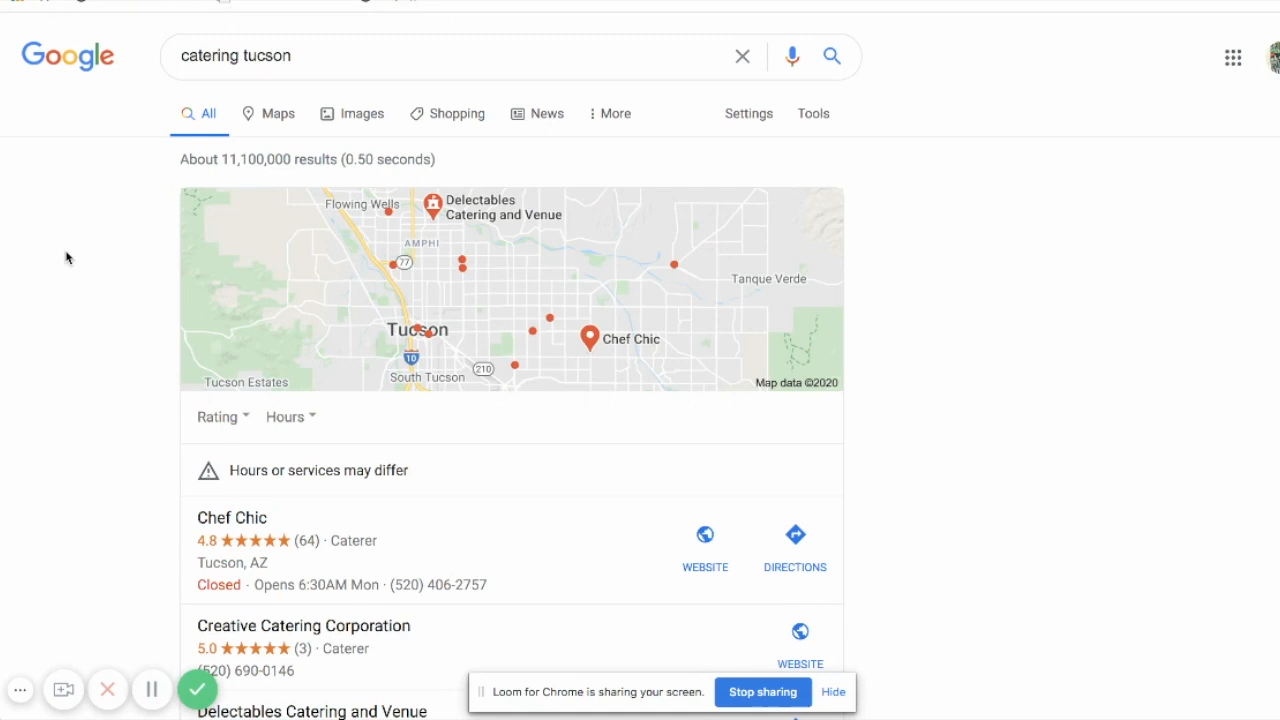 Google
catering tucson
All
Maps
Images
Shopping
News
More
Settings
Tools
About 11,100,000 results (0.50 seconds)
Flowing Wells
Delectables
Catering and Venue
AMPHI
77
Tanque Verde
Tucson
Chef Chic
10
210
South Tucson
Tucson Estates
Map data ©2020
Rating
Hours
Hours or services may differ
Chef Chic
4.8 ★★★★★ (64) · Caterer
Tucson, AZ
Closed · Opens 6:30AM Mon · (520) 406-2757
WEBSITE
DIRECTIONS
Creative Catering Corporation
5.0 ★★★★★ (3) · Caterer
(520) 690-0146
WEBSITE
Loom for Chrome is sharing your screen.
Stop sharing
Hide
Delectables Catering and Venue